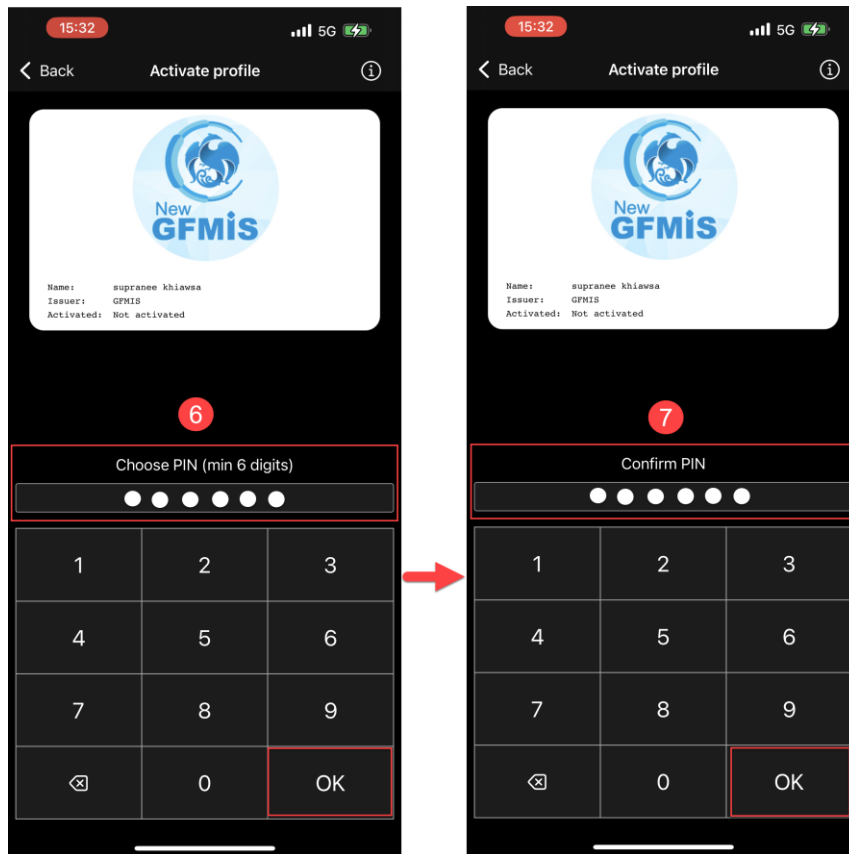 15:32
5G
Back
Activate profile
New
GFMIS
Name: supranee khiawsa
Issuer: GFMIS
Activated: Not activated
6
Choose PIN (min 6 digits)
1 2 3
4 5 6
7 8 9
0 OK
15:32
5G
Back
Activate profile
New
GFMIS
Name: supranee khiawsa
Issuer: GFMIS
Activated: Not activated
7
Confirm PIN
1 2 3
4 5 6
7 8 9
0 OK